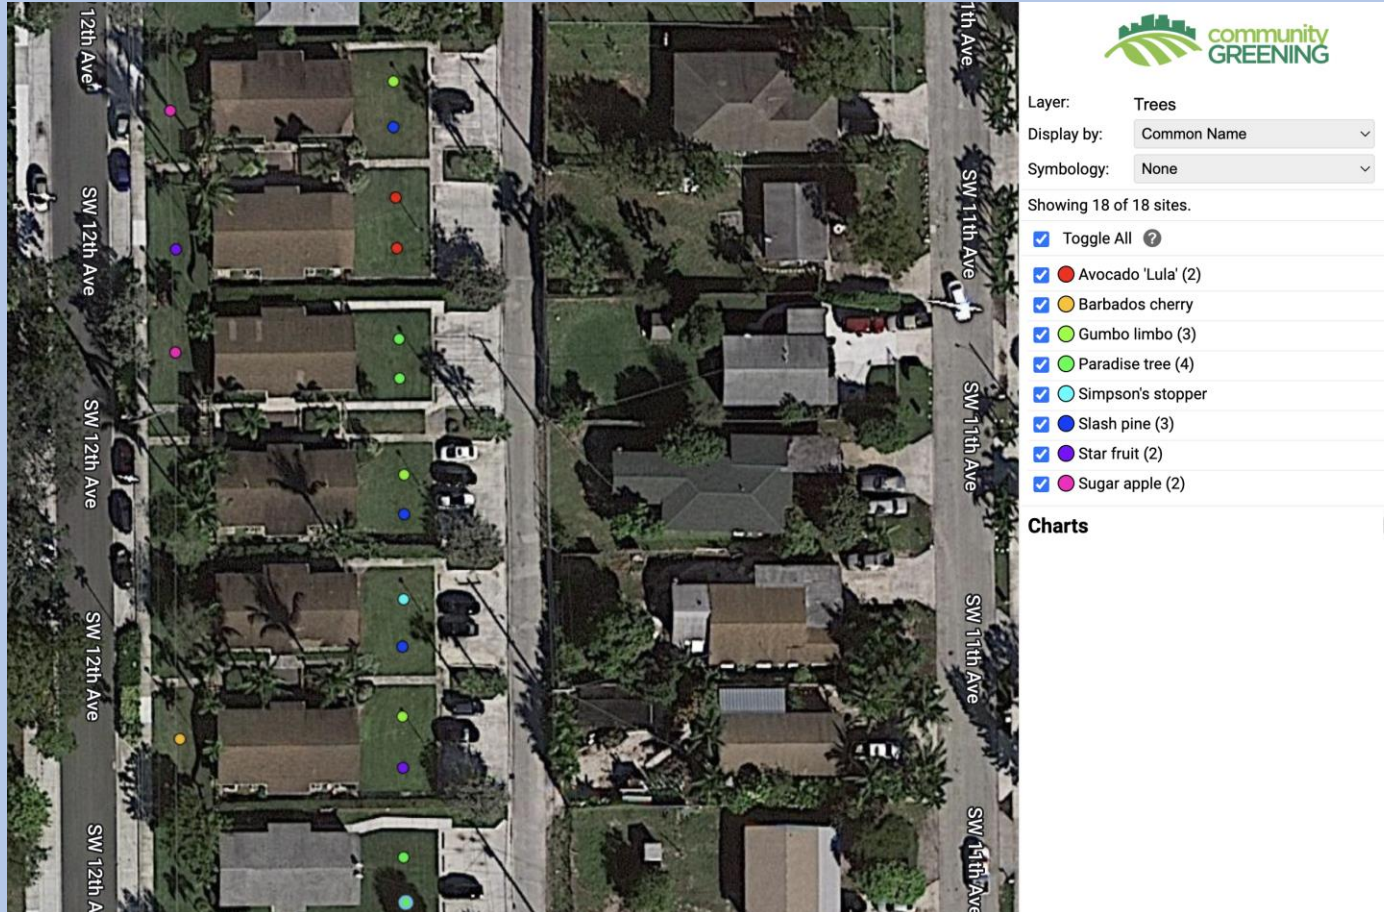 12th Ave
SW 12th Ave
SW 12th Ave
SW 12th Ave
SW 12th A
1th Ave
SW 11th Ave
SW 11th Ave
SW 11th Ave
SW 11th Ave
community
GREENING
Layer: Trees
Display by: Common Name
Symbology: None
Showing 18 of 18 sites.
Toggle All ?
Avocado 'Lula' (2)
Barbados cherry
Gumbo limbo (3)
Paradise tree (4)
Simpson's stopper
Slash pine (3)
Star fruit (2)
Sugar apple (2)
Charts